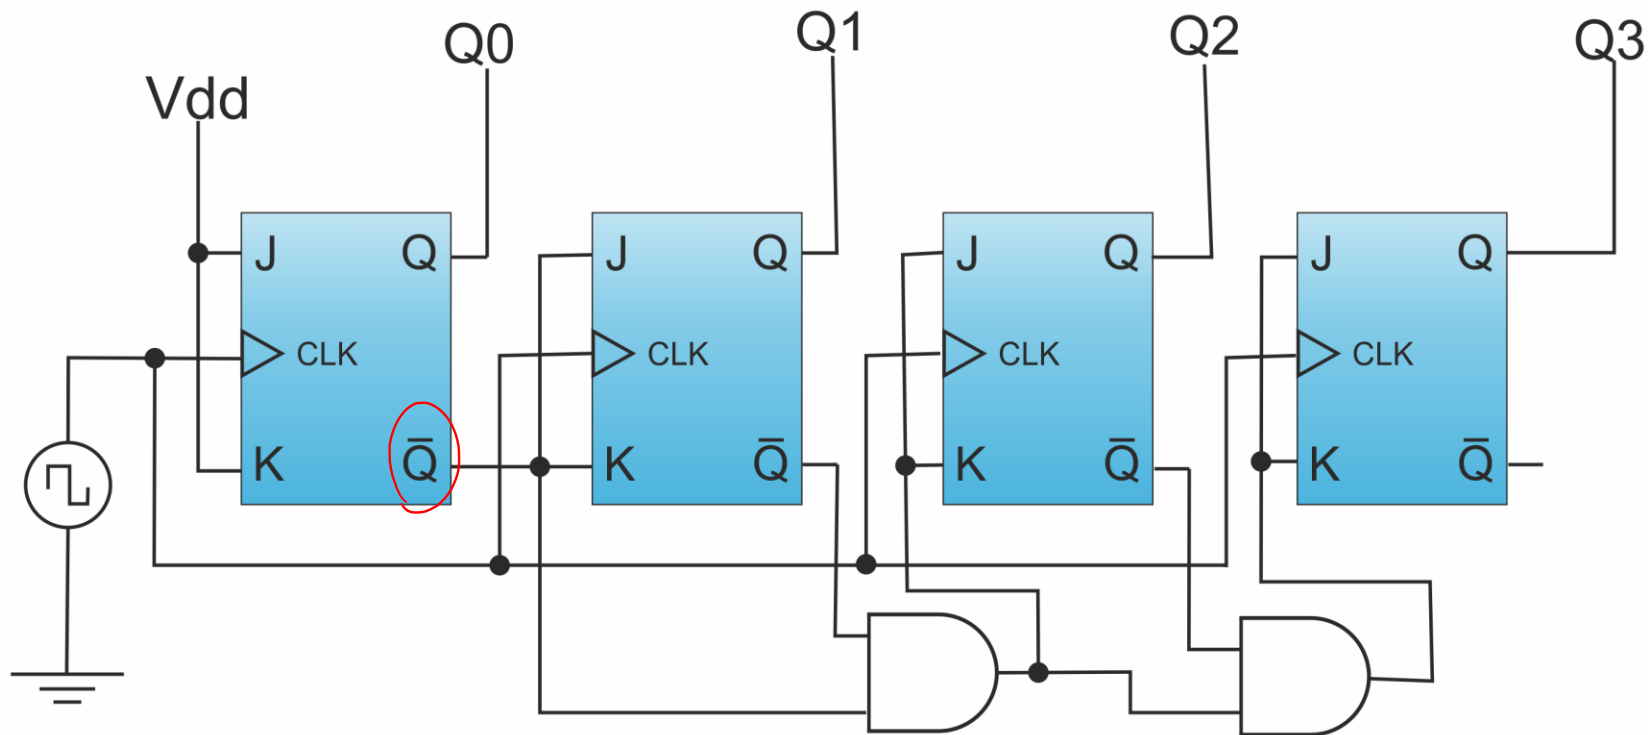 Q0 Q1 Q2 Q3
Vdd
J Q J Q J Q J Q
CLK CLK CLK CLK
K Q̅ K Q̅ K Q̅ K Q̅